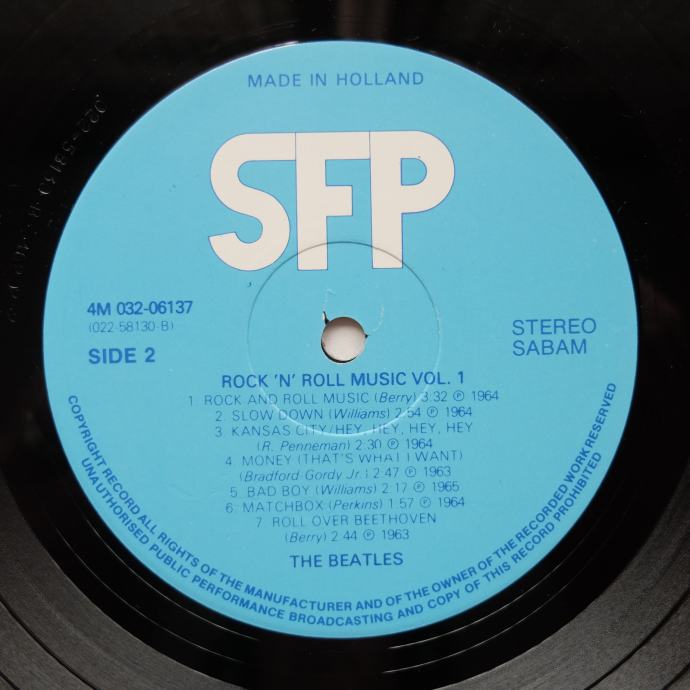 MADE IN HOLLAND
SFP
4M 032-06137
(022-58130-B)
SIDE 2
STEREO
SABAM
ROCK 'N' ROLL MUSIC VOL. 1
1 ROCK AND ROLL MUSIC (Berry) 3.32 ℗ 1964
2. SLOW DOWN (Williams) 2:54 ℗ 1964
3. KANSAS CITY/HEY, HEY, HEY, HEY
(R. Penneman) 2:30 ℗ 1964
4 MONEY (THAT'S WHAT I WANT)
(Bradford-Gordy Jr.) 2:47 ℗ 1963
5 BAD BOY (Williams) 2:17 ℗ 1965
6: MATCHBOX (Perkins) 1.57 ℗ 1964
7 ROLL OVER BEETHOVEN
(Berry) 2.44 ℗ 1963
THE BEATLES
COPYRIGHT RECORD ALL RIGHTS OF THE MANUFACTURER AND OF THE OWNER OF THE RECORDED WORK RESERVED
UNAUTHORISED PUBLIC PERFORMANCE BROADCASTING AND COPY OF THIS RECORD PROHIBITED